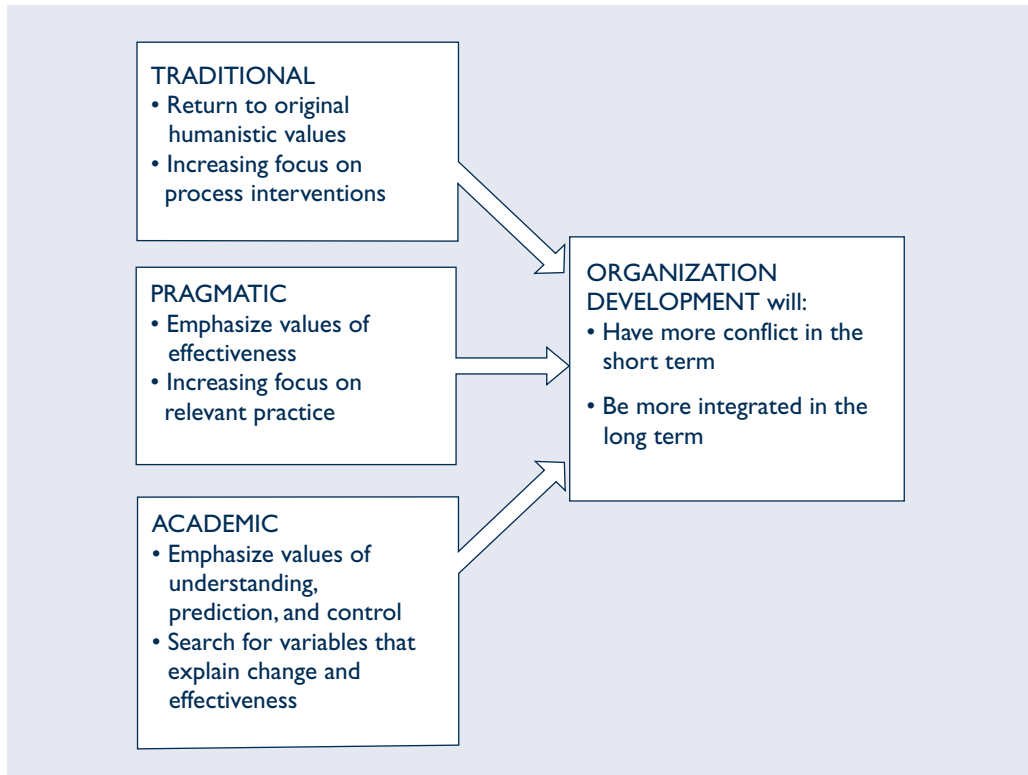 TRADITIONAL
• Return to original
humanistic values
• Increasing focus on
process interventions
PRAGMATIC
• Emphasize values of
effectiveness
• Increasing focus on
relevant practice
ACADEMIC
• Emphasize values of
understanding,
prediction, and control
• Search for variables that
explain change and
effectiveness
ORGANIZATION
DEVELOPMENT will:
• Have more conflict in the
short term
• Be more integrated in the
long term